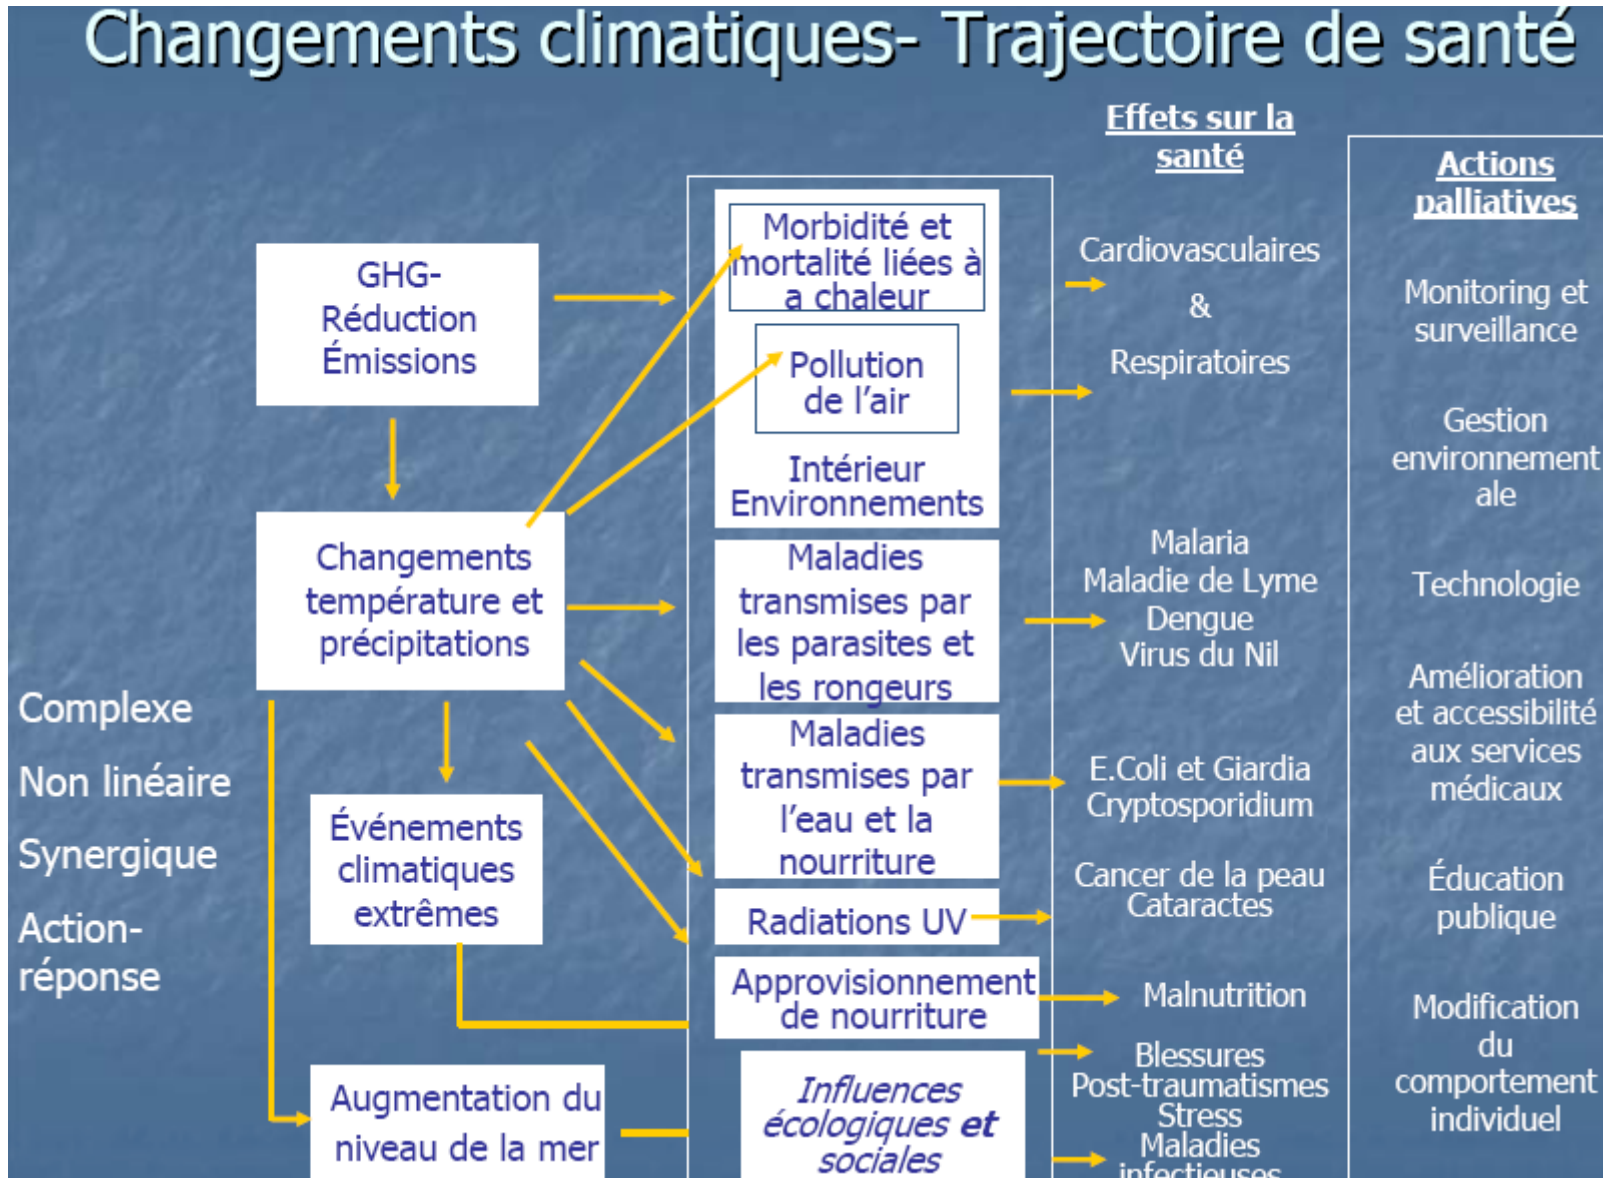 Changements climatiques- Trajectoire de santé
GHG-
Réduction
Émissions
Changements
température et
précipitations
Complexe
Non linéaire
Synergique
Action-
réponse
Événements
climatiques
extrêmes
Augmentation du
niveau de la mer
Morbidité et
mortalité liées à
a chaleur
Pollution
de l'air
Intérieur
Environnements
Maladies
transmises par
les parasites et
les rongeurs
Maladies
transmises par
l'eau et la
nourriture
Radiations UV
Approvisionnement
de nourriture
Influences
écologiques et
sociales
Effets sur la
santé
Cardiovasculaires
&
Respiratoires
Malaria
Maladie de Lyme
Dengue
Virus du Nil
E.Coli et Giardia
Cryptosporidium
Cancer de la peau
Cataractes
Malnutrition
Blessures
Post-traumatismes
Stress
Maladies
infectieuses
Actions
palliatives
Monitoring et
surveillance
Gestion
environnement
ale
Technologie
Amélioration
et accessibilité
aux services
médicaux
Éducation
publique
Modification
du
comportement
individuel